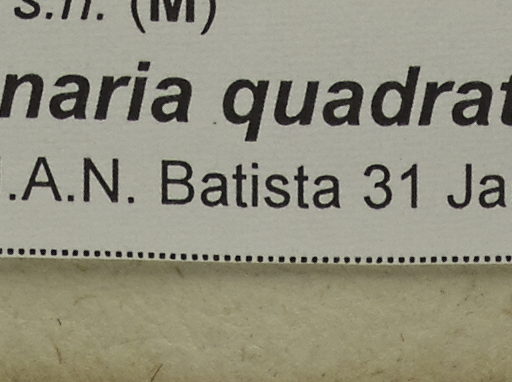 s.n. (M)
naria quadrat
.A.N. Batista 31 Ja